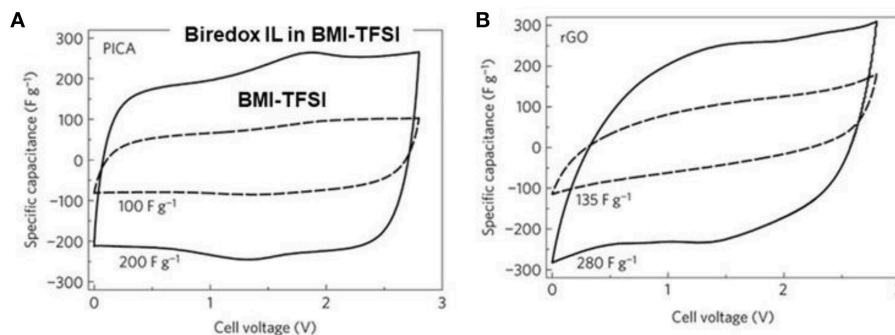 A
Biredox IL in BMI-TFSI
PICA
BMI-TFSI
100 F g⁻¹
200 F g⁻¹
Specific capacitance (F g⁻¹)
300
200
100
0
−100
−200
−300
0
1
2
3
Cell voltage (V)
B
rGO
135 F g⁻¹
280 F g⁻¹
Specific capacitance (F g⁻¹)
300
200
100
0
−100
−200
−300
0
1
2
3
Cell voltage (V)